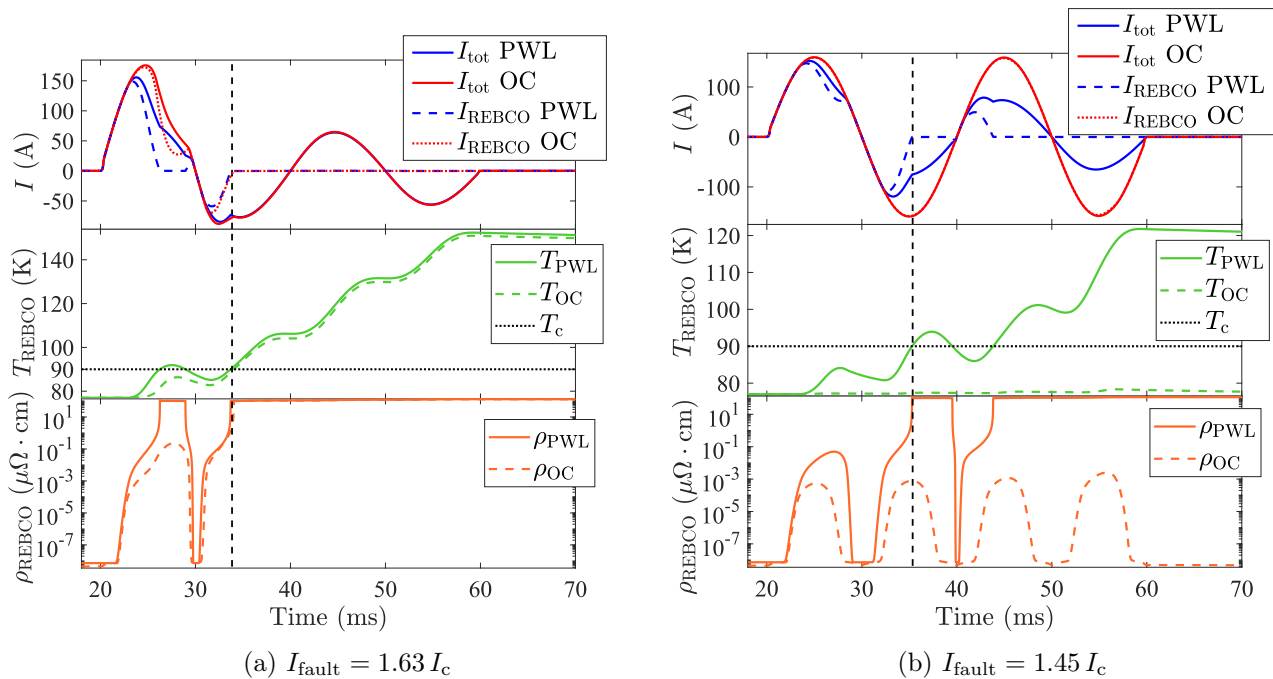 I_tot PWL
I_tot OC
I_REBCO PWL
I_REBCO OC
I (A)
150
100
50
0
-50
T_PWL
T_OC
T_c
T_REBCO (K)
140
120
100
90
80
ρ_PWL
ρ_OC
ρ_REBCO (μΩ · cm)
10^1
10^-1
10^-3
10^-5
10^-7
20 30 40 50 60 70
Time (ms)
(a) I_fault = 1.63 I_c
I_tot PWL
I_tot OC
I_REBCO PWL
I_REBCO OC
I (A)
100
0
-100
T_PWL
T_OC
T_c
T_REBCO (K)
120
110
100
90
80
ρ_PWL
ρ_OC
ρ_REBCO (μΩ · cm)
10^1
10^-1
10^-3
10^-5
10^-7
20 30 40 50 60 70
Time (ms)
(b) I_fault = 1.45 I_c